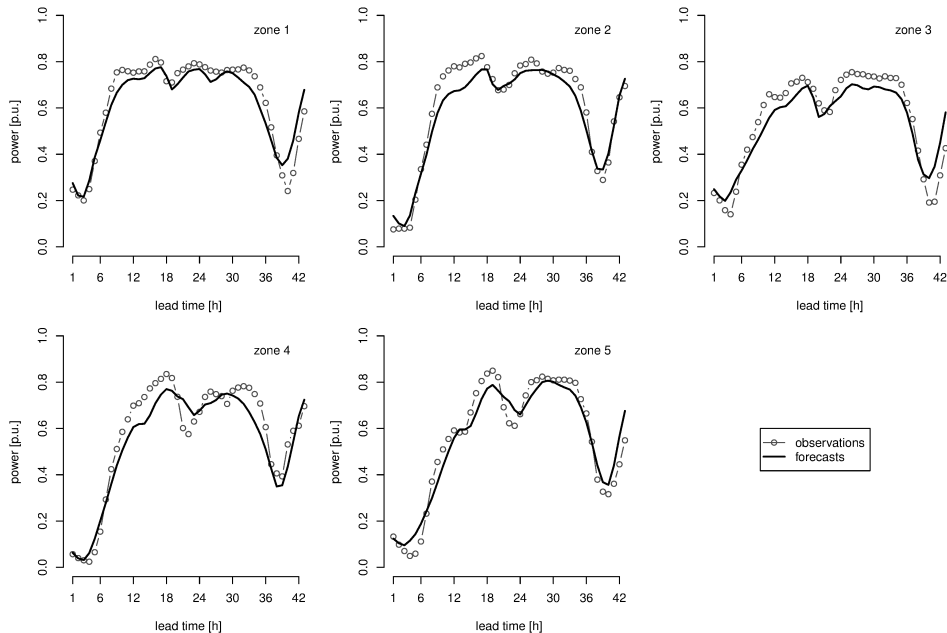 zone 1
power [p.u.]
0.0 0.2 0.4 0.6 0.8 1.0
1 6 12 18 24 30 36 42
lead time [h]
zone 2
power [p.u.]
0.0 0.2 0.4 0.6 0.8 1.0
1 6 12 18 24 30 36 42
lead time [h]
zone 3
power [p.u.]
0.0 0.2 0.4 0.6 0.8 1.0
1 6 12 18 24 30 36 42
lead time [h]
zone 4
power [p.u.]
0.0 0.2 0.4 0.6 0.8 1.0
1 6 12 18 24 30 36 42
lead time [h]
zone 5
power [p.u.]
0.0 0.2 0.4 0.6 0.8 1.0
1 6 12 18 24 30 36 42
lead time [h]
observations
forecasts